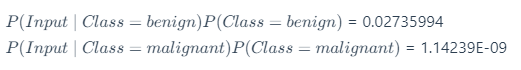 P(Input | Class = benign)P(Class = benign) = 0.02735994
P(Input | Class = malignant)P(Class = malignant) = 1.14239E-09